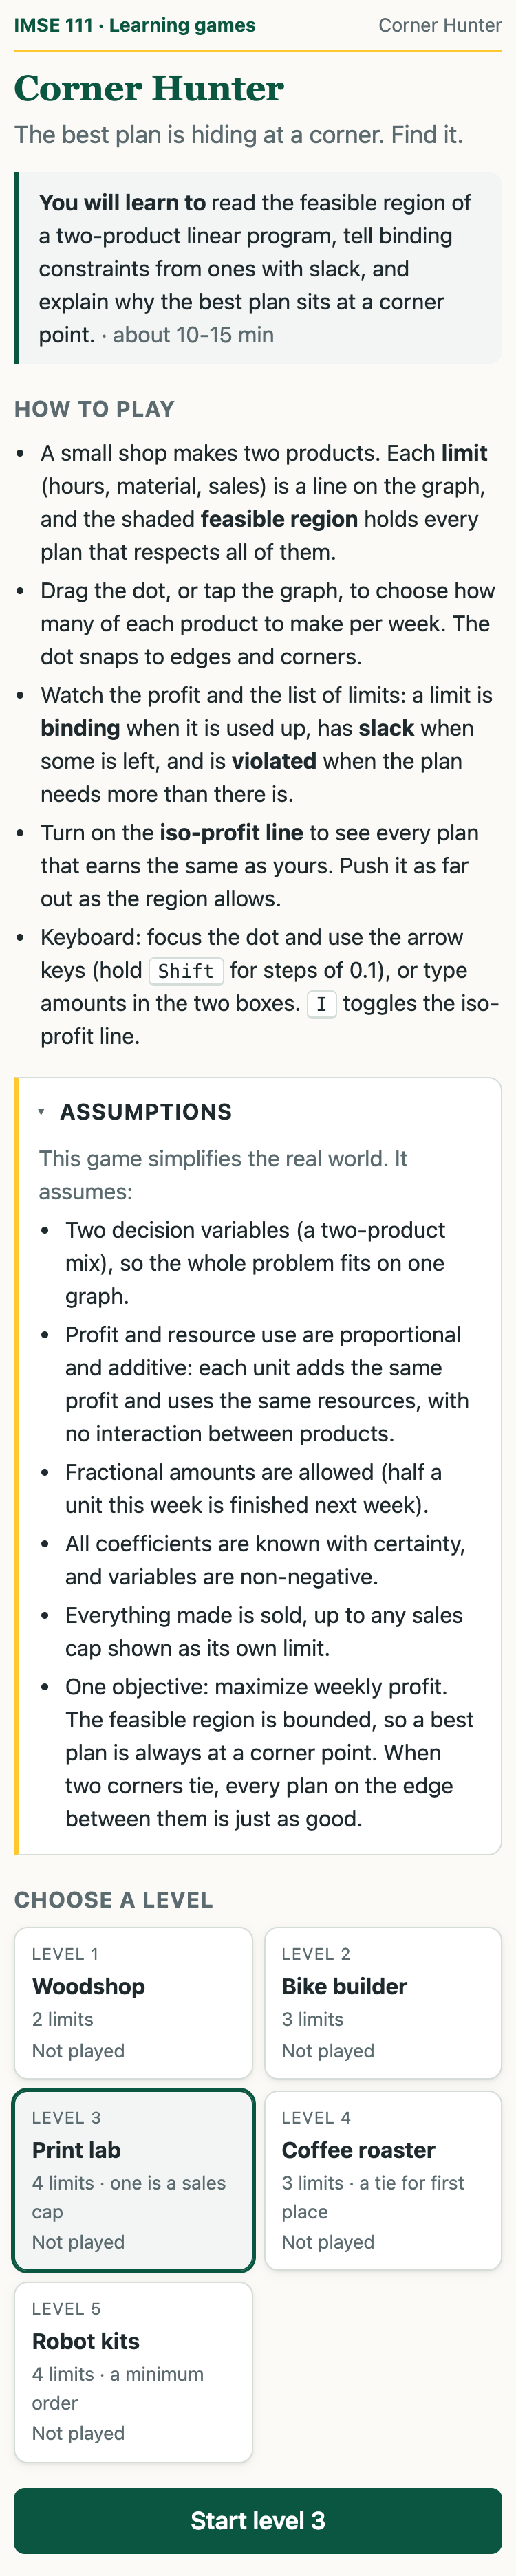 IMSE 111 · Learning games
Corner Hunter
Corner Hunter
The best plan is hiding at a corner. Find it.
You will learn to read the feasible region of
a two-product linear program, tell binding
constraints from ones with slack, and
explain why the best plan sits at a corner
point. · about 10-15 min
HOW TO PLAY
• A small shop makes two products. Each limit
(hours, material, sales) is a line on the graph,
and the shaded feasible region holds every
plan that respects all of them.
• Drag the dot, or tap the graph, to choose how
many of each product to make per week. The
dot snaps to edges and corners.
• Watch the profit and the list of limits: a limit is
binding when it is used up, has slack when
some is left, and is violated when the plan
needs more than there is.
• Turn on the iso-profit line to see every plan
that earns the same as yours. Push it as far
out as the region allows.
• Keyboard: focus the dot and use the arrow
keys (hold Shift for steps of 0.1), or type
amounts in the two boxes. I toggles the iso-
profit line.
▾ ASSUMPTIONS
This game simplifies the real world. It
assumes:
• Two decision variables (a two-product
mix), so the whole problem fits on one
graph.
• Profit and resource use are proportional
and additive: each unit adds the same
profit and uses the same resources, with
no interaction between products.
• Fractional amounts are allowed (half a
unit this week is finished next week).
• All coefficients are known with certainty,
and variables are non-negative.
• Everything made is sold, up to any sales
cap shown as its own limit.
• One objective: maximize weekly profit.
The feasible region is bounded, so a best
plan is always at a corner point. When
two corners tie, every plan on the edge
between them is just as good.
CHOOSE A LEVEL
LEVEL 1
Woodshop
2 limits
Not played
LEVEL 2
Bike builder
3 limits
Not played
LEVEL 3
Print lab
4 limits · one is a sales
cap
Not played
LEVEL 4
Coffee roaster
3 limits · a tie for first
place
Not played
LEVEL 5
Robot kits
4 limits · a minimum
order
Not played
Start level 3